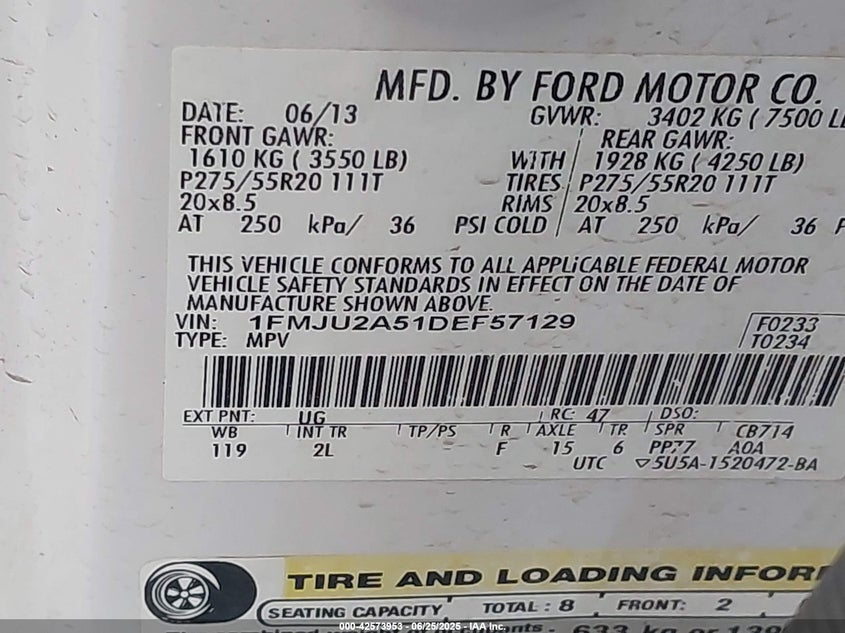 MFD. BY FORD MOTOR CO.
DATE: 06/13 GVWR: 3402 KG ( 7500 LB
FRONT GAWR: REAR GAWR:
1610 KG ( 3550 LB) WITH 1928 KG ( 4250 LB)
P275/55R20 111T TIRES P275/55R20 111T
20x8.5 RIMS 20x8.5
AT 250 kPa/ 36 PSI COLD AT 250 kPa/ 36 P
THIS VEHICLE CONFORMS TO ALL APPLICABLE FEDERAL MOTOR
VEHICLE SAFETY STANDARDS IN EFFECT ON THE DATE OF
MANUFACTURE SHOWN ABOVE.
VIN: 1FMJU2A51DEF57129 F0233
TYPE: MPV T0234
EXT PNT: UG RC: 47 DSO:
WB INT TR TP/PS R AXLE TR SPR CB714
119 2L F 15 6 PP77 A0A
UTC ▽5U5A-1520472-BA
TIRE AND LOADING INFOR
SEATING CAPACITY TOTAL : 8 FRONT: 2
000-42573953 - 06/25/2025 - IAA Inc.
633 kg or